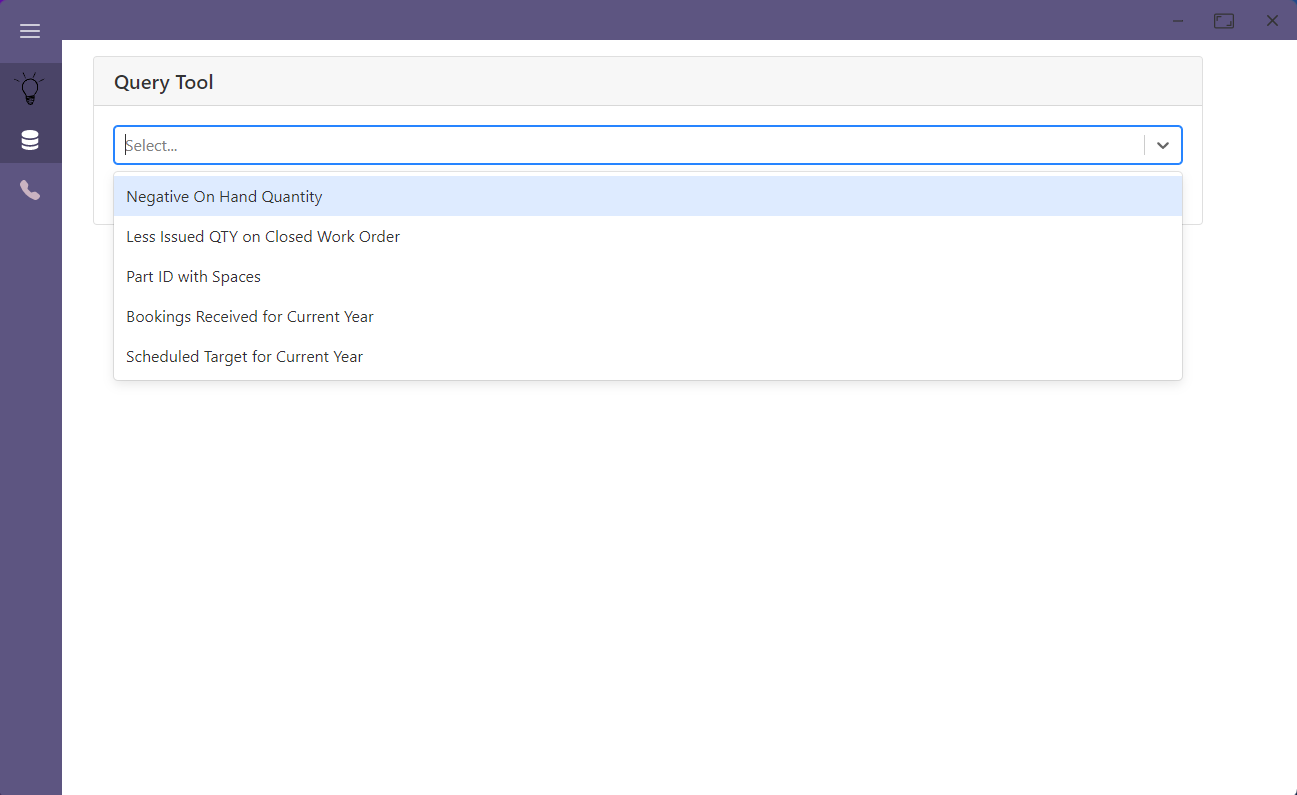 Query Tool
Select...
Negative On Hand Quantity
Less Issued QTY on Closed Work Order
Part ID with Spaces
Bookings Received for Current Year
Scheduled Target for Current Year